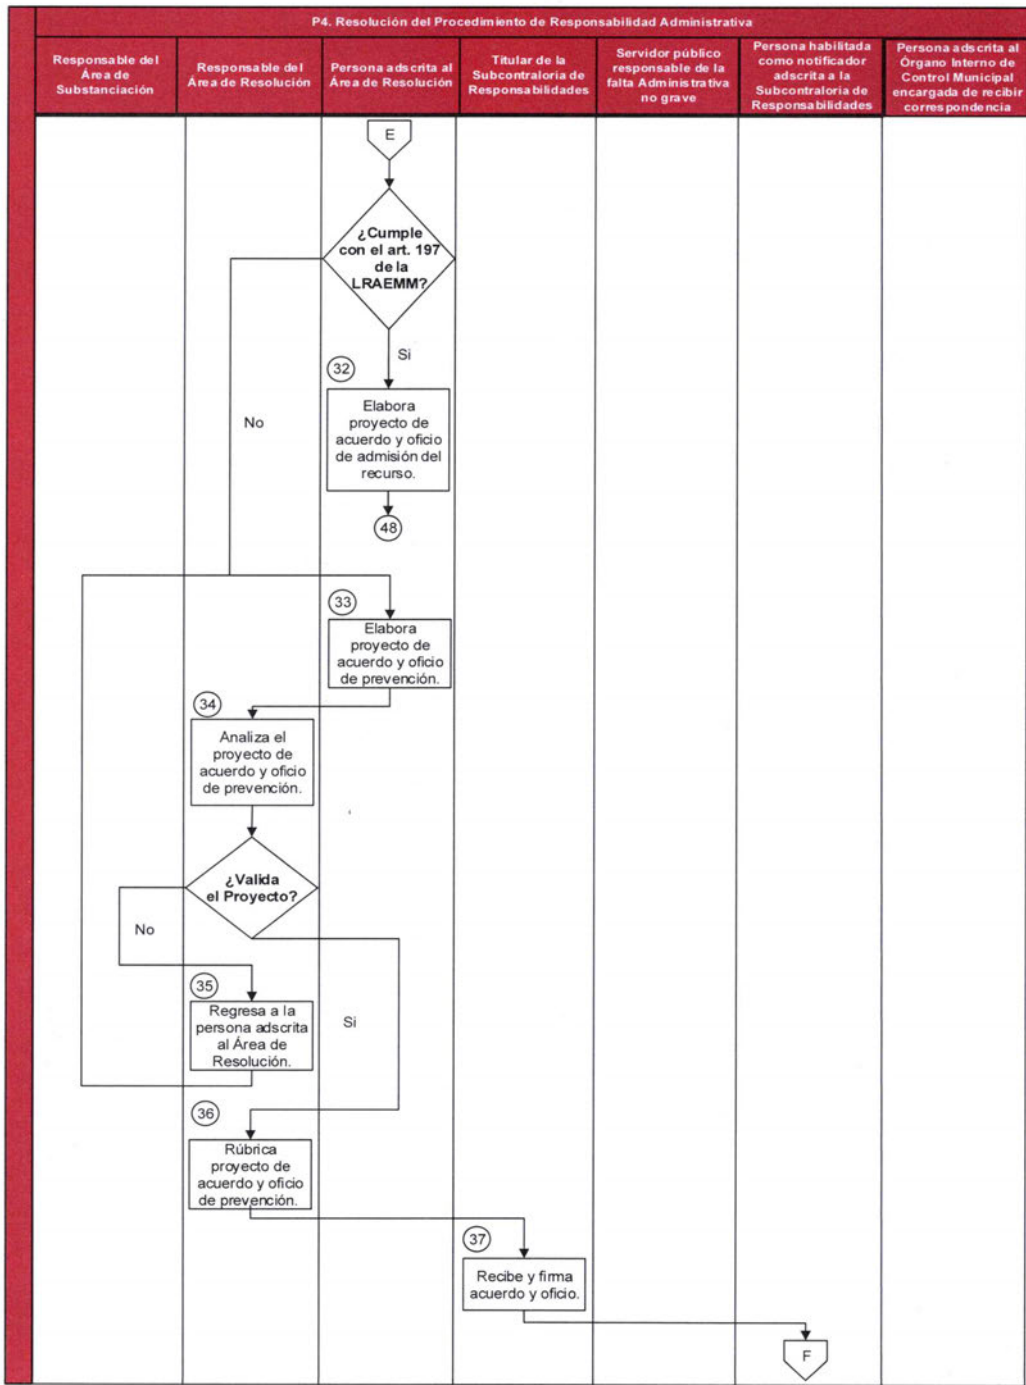 P4. Resolución del Procedimiento de Responsabilidad Administrativa
Responsable del
Área de
Substanciación
Responsable del
Área de Resolución
Persona adscrita al
Área de Resolución
Titular de la
Subcontraloria de
Responsabilidades
Servidor público
responsable de la
falta Administrativa
no grave
Persona habilitada
como notificador
adscrita a la
Subcontraloria de
Responsabilidades
Persona adscrita al
Órgano Interno de
Control Municipal
encargada de recibir
correspondencia
E
¿Cumple
con el art. 197
de la
LRAEMM?
Si
No
32
Elabora
proyecto de
acuerdo y oficio
de admisión del
recurso.
48
33
Elabora
proyecto de
acuerdo y oficio
de prevención.
34
Analiza el
proyecto de
acuerdo y oficio
de prevención.
¿Valida
el Proyecto?
No
Si
35
Regresa a la
persona adscrita
al Área de
Resolución.
36
Rúbrica
proyecto de
acuerdo y oficio
de prevención.
37
Recibe y firma
acuerdo y oficio.
F